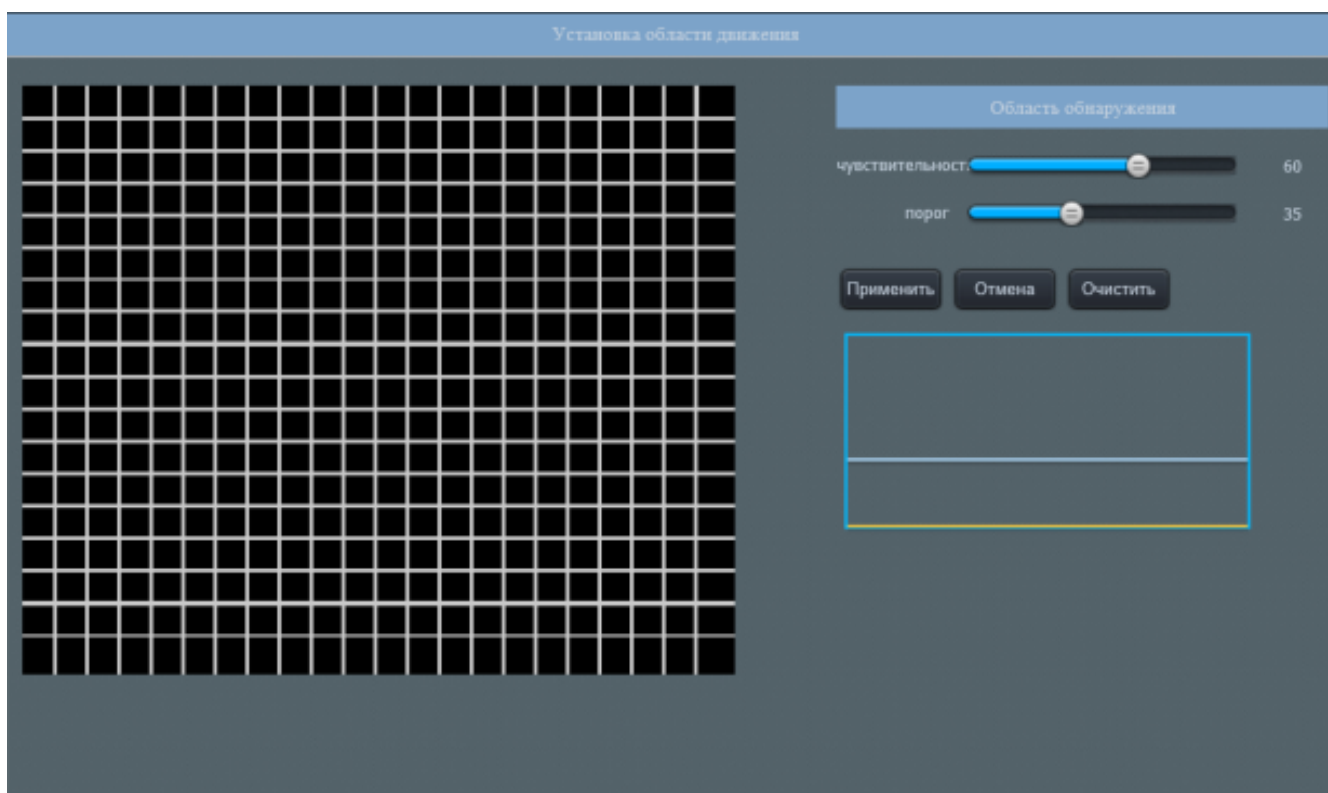 Установка области движения
Область обнаружения
чувствительност. 60
порог 35
Применить Отмена Очистить